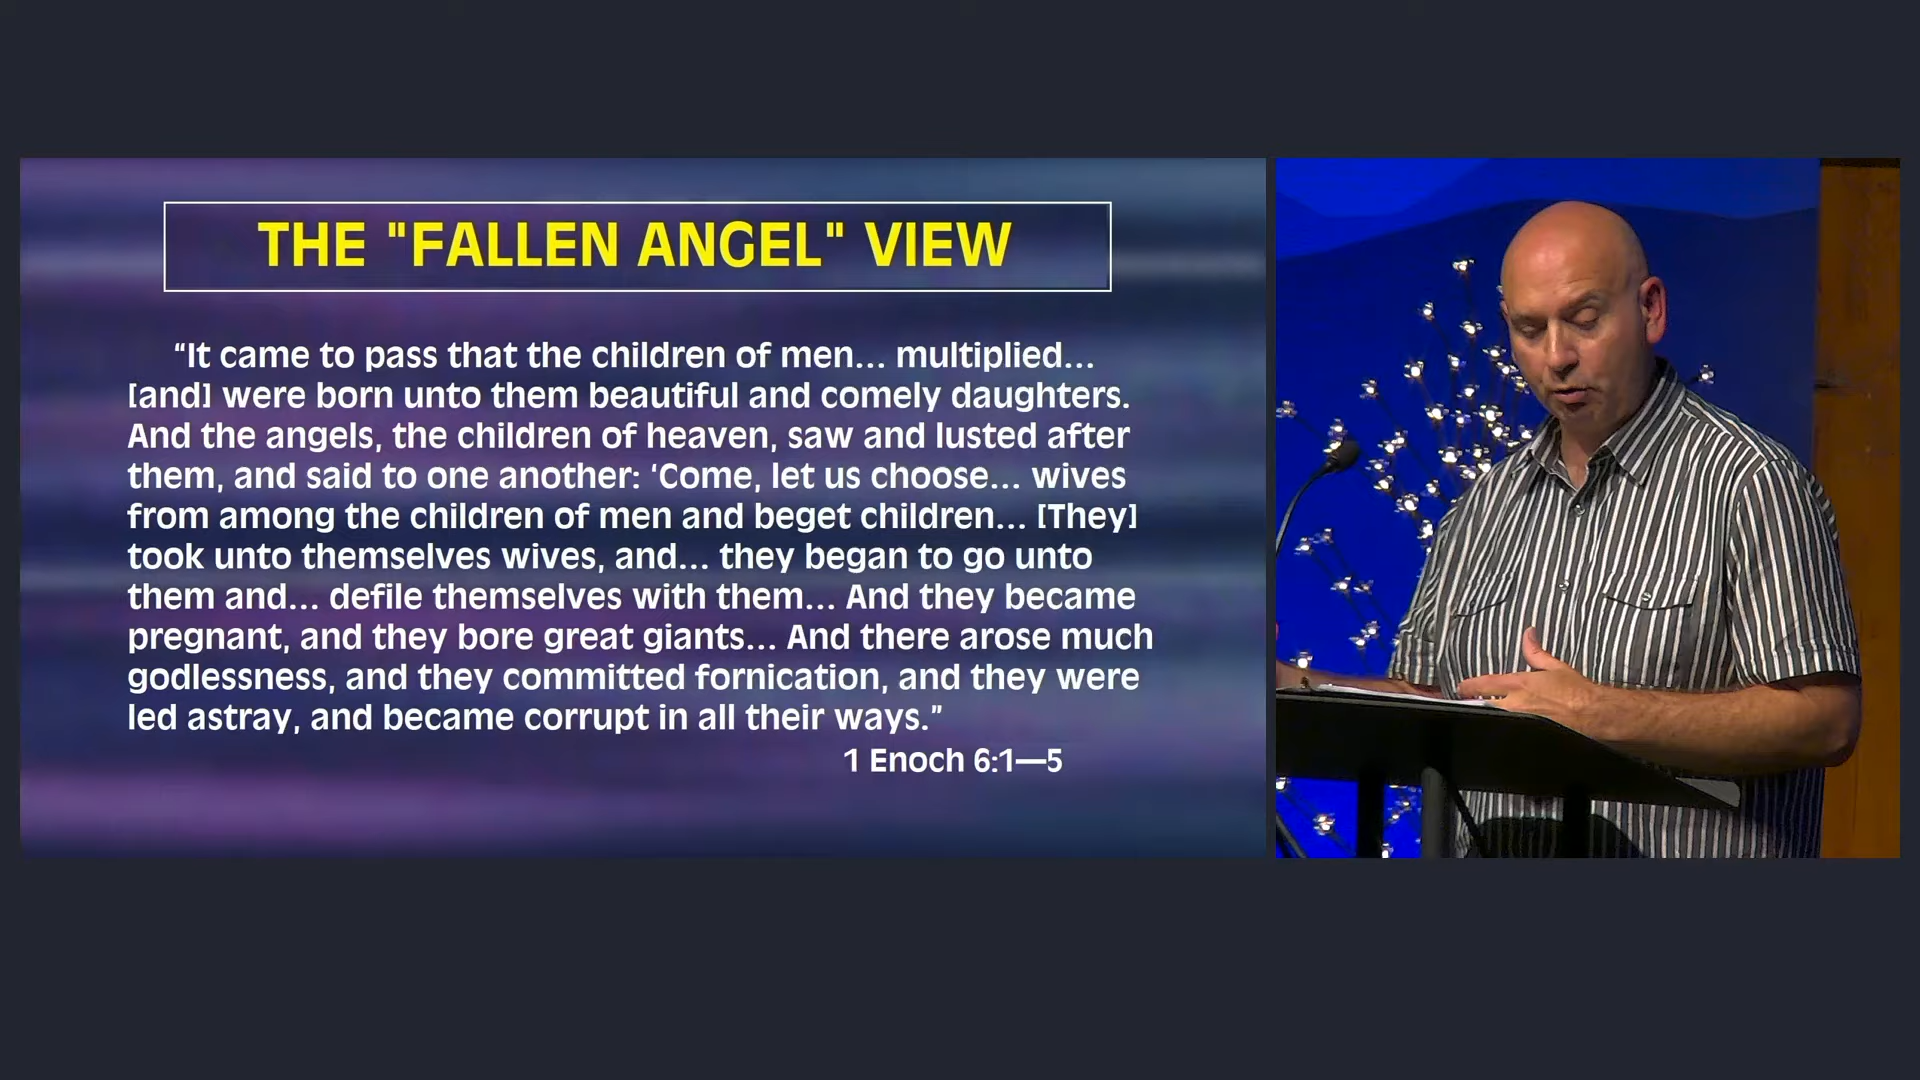 THE "FALLEN ANGEL" VIEW
“It came to pass that the children of men... multiplied...
[and] were born unto them beautiful and comely daughters.
And the angels, the children of heaven, saw and lusted after
them, and said to one another: ‘Come, let us choose... wives
from among the children of men and beget children... [They]
took unto themselves wives, and... they began to go unto
them and... defile themselves with them... And they became
pregnant, and they bore great giants... And there arose much
godlessness, and they committed fornication, and they were
led astray, and became corrupt in all their ways.”
1 Enoch 6:1—5